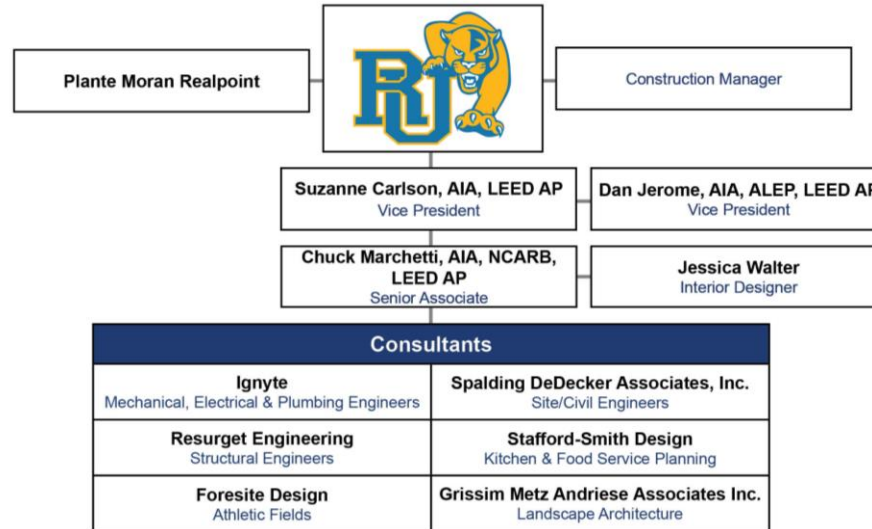 Plante Moran Realpoint
RU
Construction Manager
Suzanne Carlson, AIA, LEED AP
Vice President
Dan Jerome, AIA, ALEP, LEED AP
Vice President
Chuck Marchetti, AIA, NCARB,
LEED AP
Senior Associate
Jessica Walter
Interior Designer
Consultants
Ignyte
Mechanical, Electrical & Plumbing Engineers
Spalding DeDecker Associates, Inc.
Site/Civil Engineers
Resurget Engineering
Structural Engineers
Stafford-Smith Design
Kitchen & Food Service Planning
Foresite Design
Athletic Fields
Grissim Metz Andriese Associates Inc.
Landscape Architecture